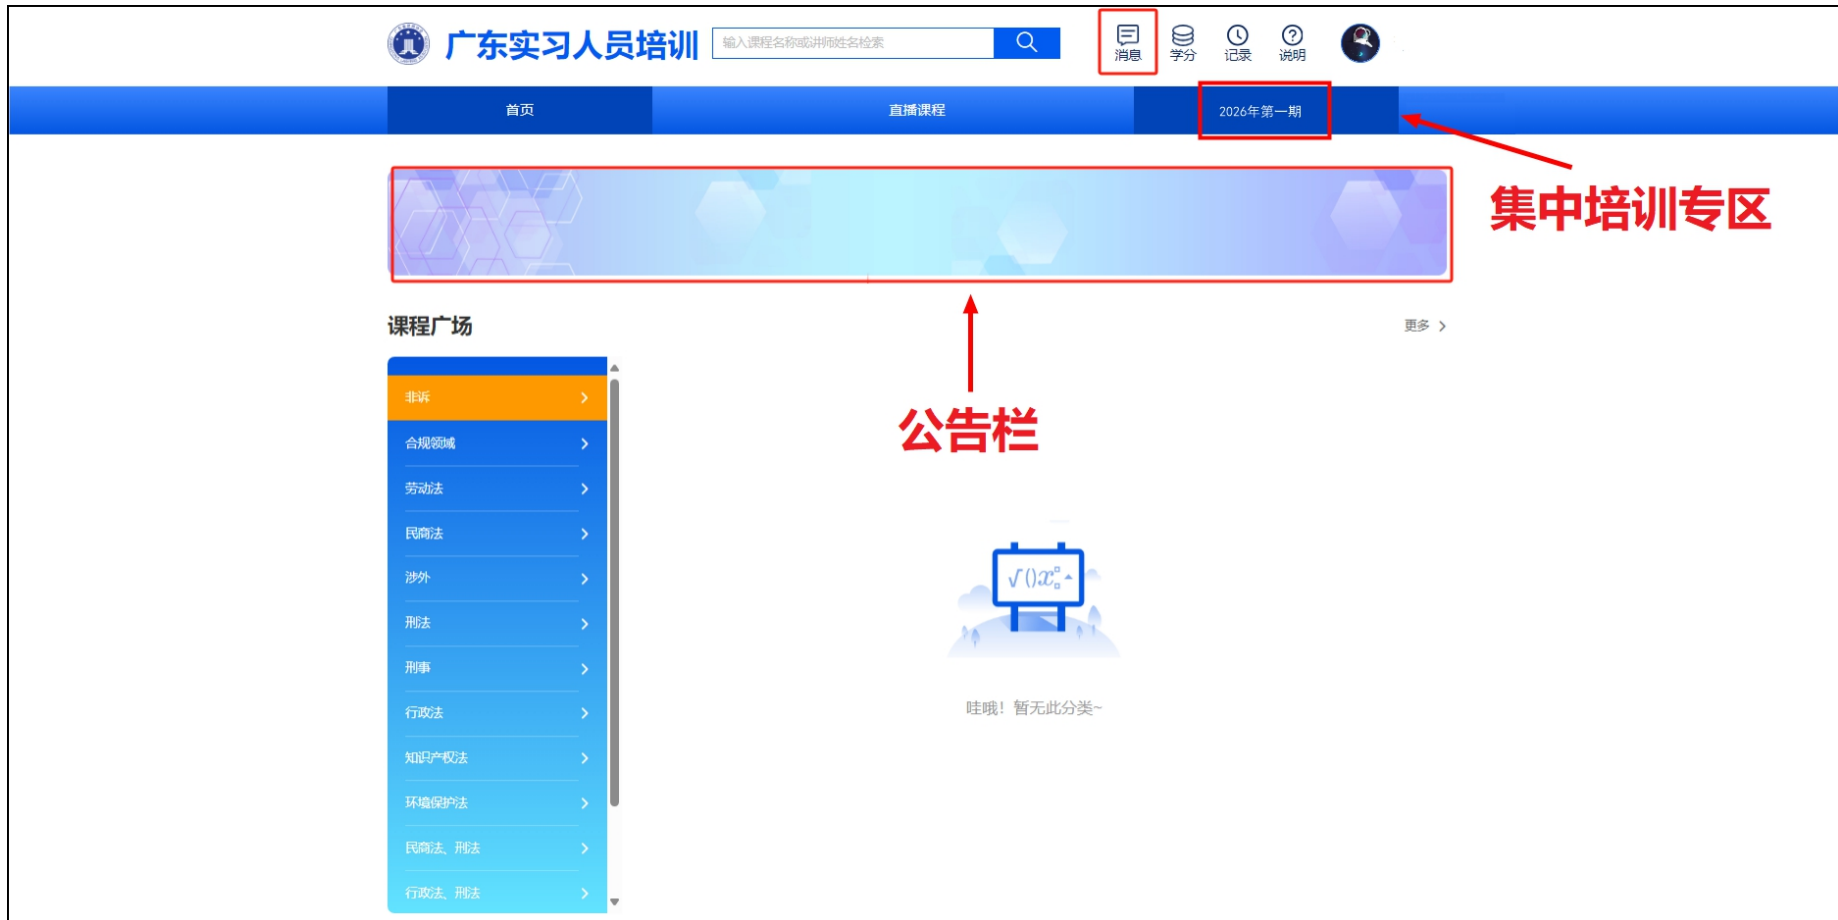 广东实习人员培训
输入课程名称或讲师姓名检索
消息
学分
记录
说明
首页
直播课程
2026年第一期
集中培训专区
课程广场
更多
公告栏
非诉
合规领域
劳动法
民商法
涉外
刑法
刑事
行政法
知识产权法
环境保护法
民商法、刑法
行政法、刑法
√()x
哇哦！暂无此分类~